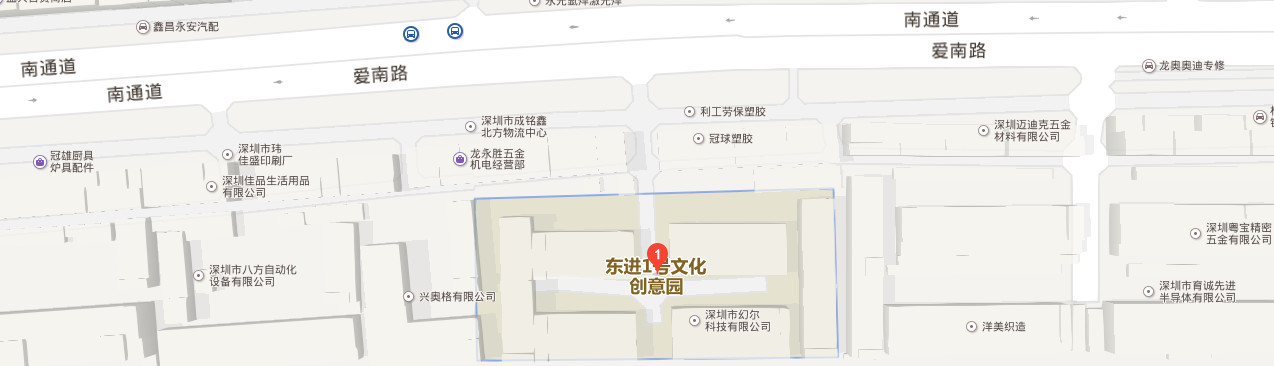 鑫昌永安汽配
南通道
爱南路
南通道
南通道
爱南路
龙奥奥迪专修
利工劳保塑胶
深圳市成铭鑫
北方物流中心
冠球塑胶
深圳迈迪克五金
材料有限公司
冠雄厨具
炉具配件
深圳市玮
佳盛印刷厂
龙永胜五金
机电经营部
深圳佳品生活用品
有限公司
深圳粤宝精密
五金有限公司
深圳市八方自动化
设备有限公司
1
东进1号文化
创意园
兴奥格有限公司
深圳市育诚先进
半导体有限公司
深圳市幻尔
科技有限公司
洋美织造